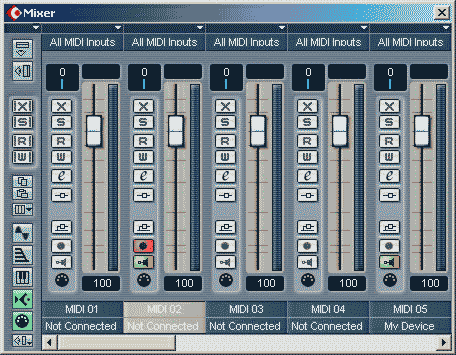 Mixer
All MIDI Inputs All MIDI Inputs All MIDI Inputs All MIDI Inputs All MIDI Inputs
0 0 0 0 0
X X X X X X
S S S S S S
R R R R R R
W W W W W W
e e e e e
100 100 100 100 100
MIDI 01 MIDI 02 MIDI 03 MIDI 04 MIDI 05
Not Connected Not Connected Not Connected Not Connected Mv Device